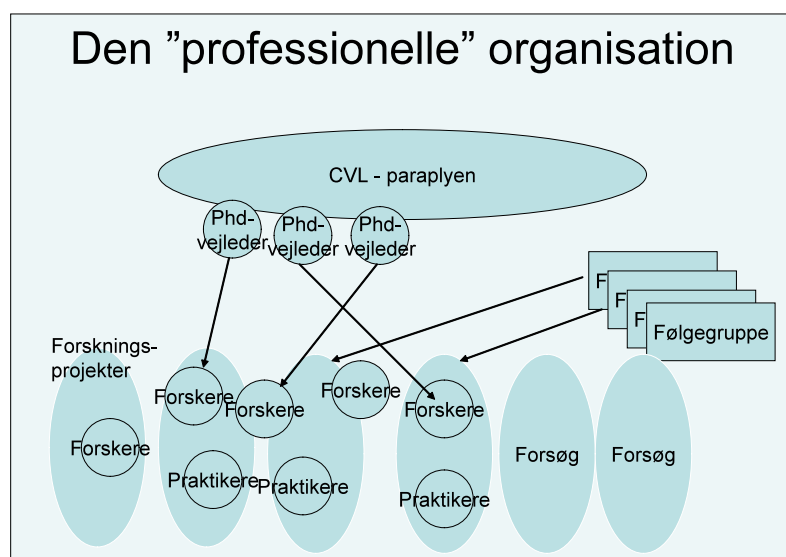 Den ”professionelle” organisation
CVL - paraplyen
Phd-
vejleder
Phd-
vejleder
Phd-
vejleder
F
F
F
Følgegruppe
Forsknings-
projekter
Forskere
Forskere
Forskere
Forskere
Forskere
Praktikere
Praktikere
Praktikere
Forsøg
Forsøg